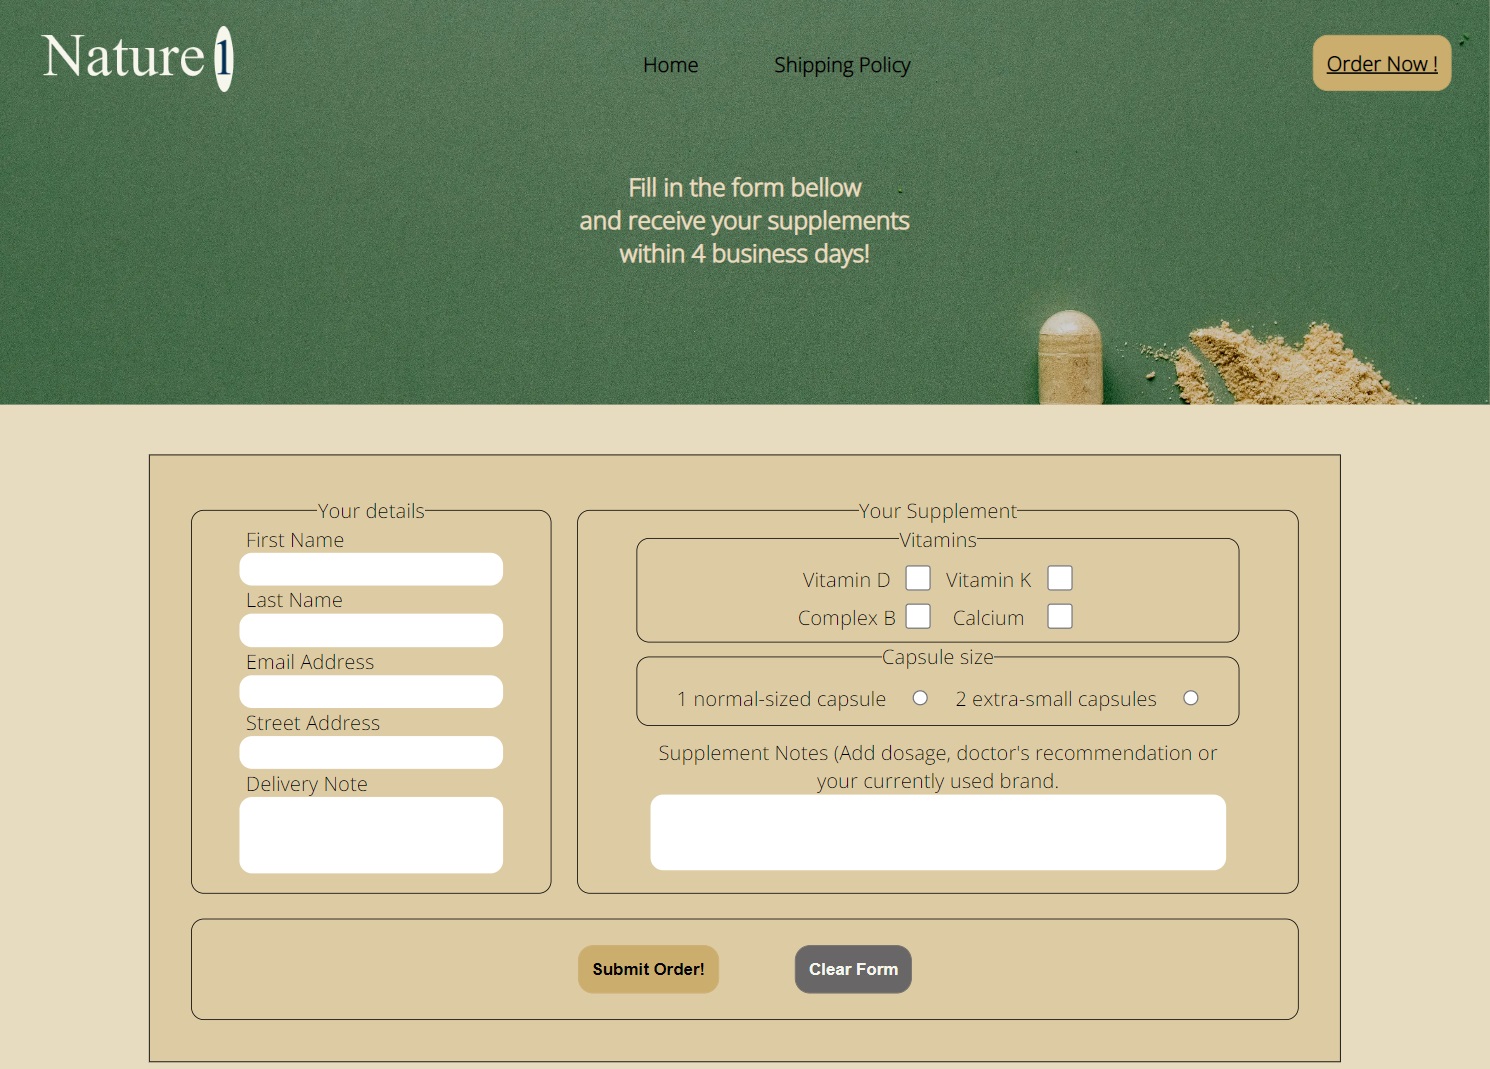 Nature 1
Home
Shipping Policy
Order Now !
Fill in the form bellow
and receive your supplements
within 4 business days!
Your details
First Name
Last Name
Email Address
Street Address
Delivery Note
Your Supplement
Vitamins
Vitamin D
Vitamin K
Complex B
Calcium
Capsule size
1 normal-sized capsule
2 extra-small capsules
Supplement Notes (Add dosage, doctor's recommendation or
your currently used brand.
Submit Order!
Clear Form